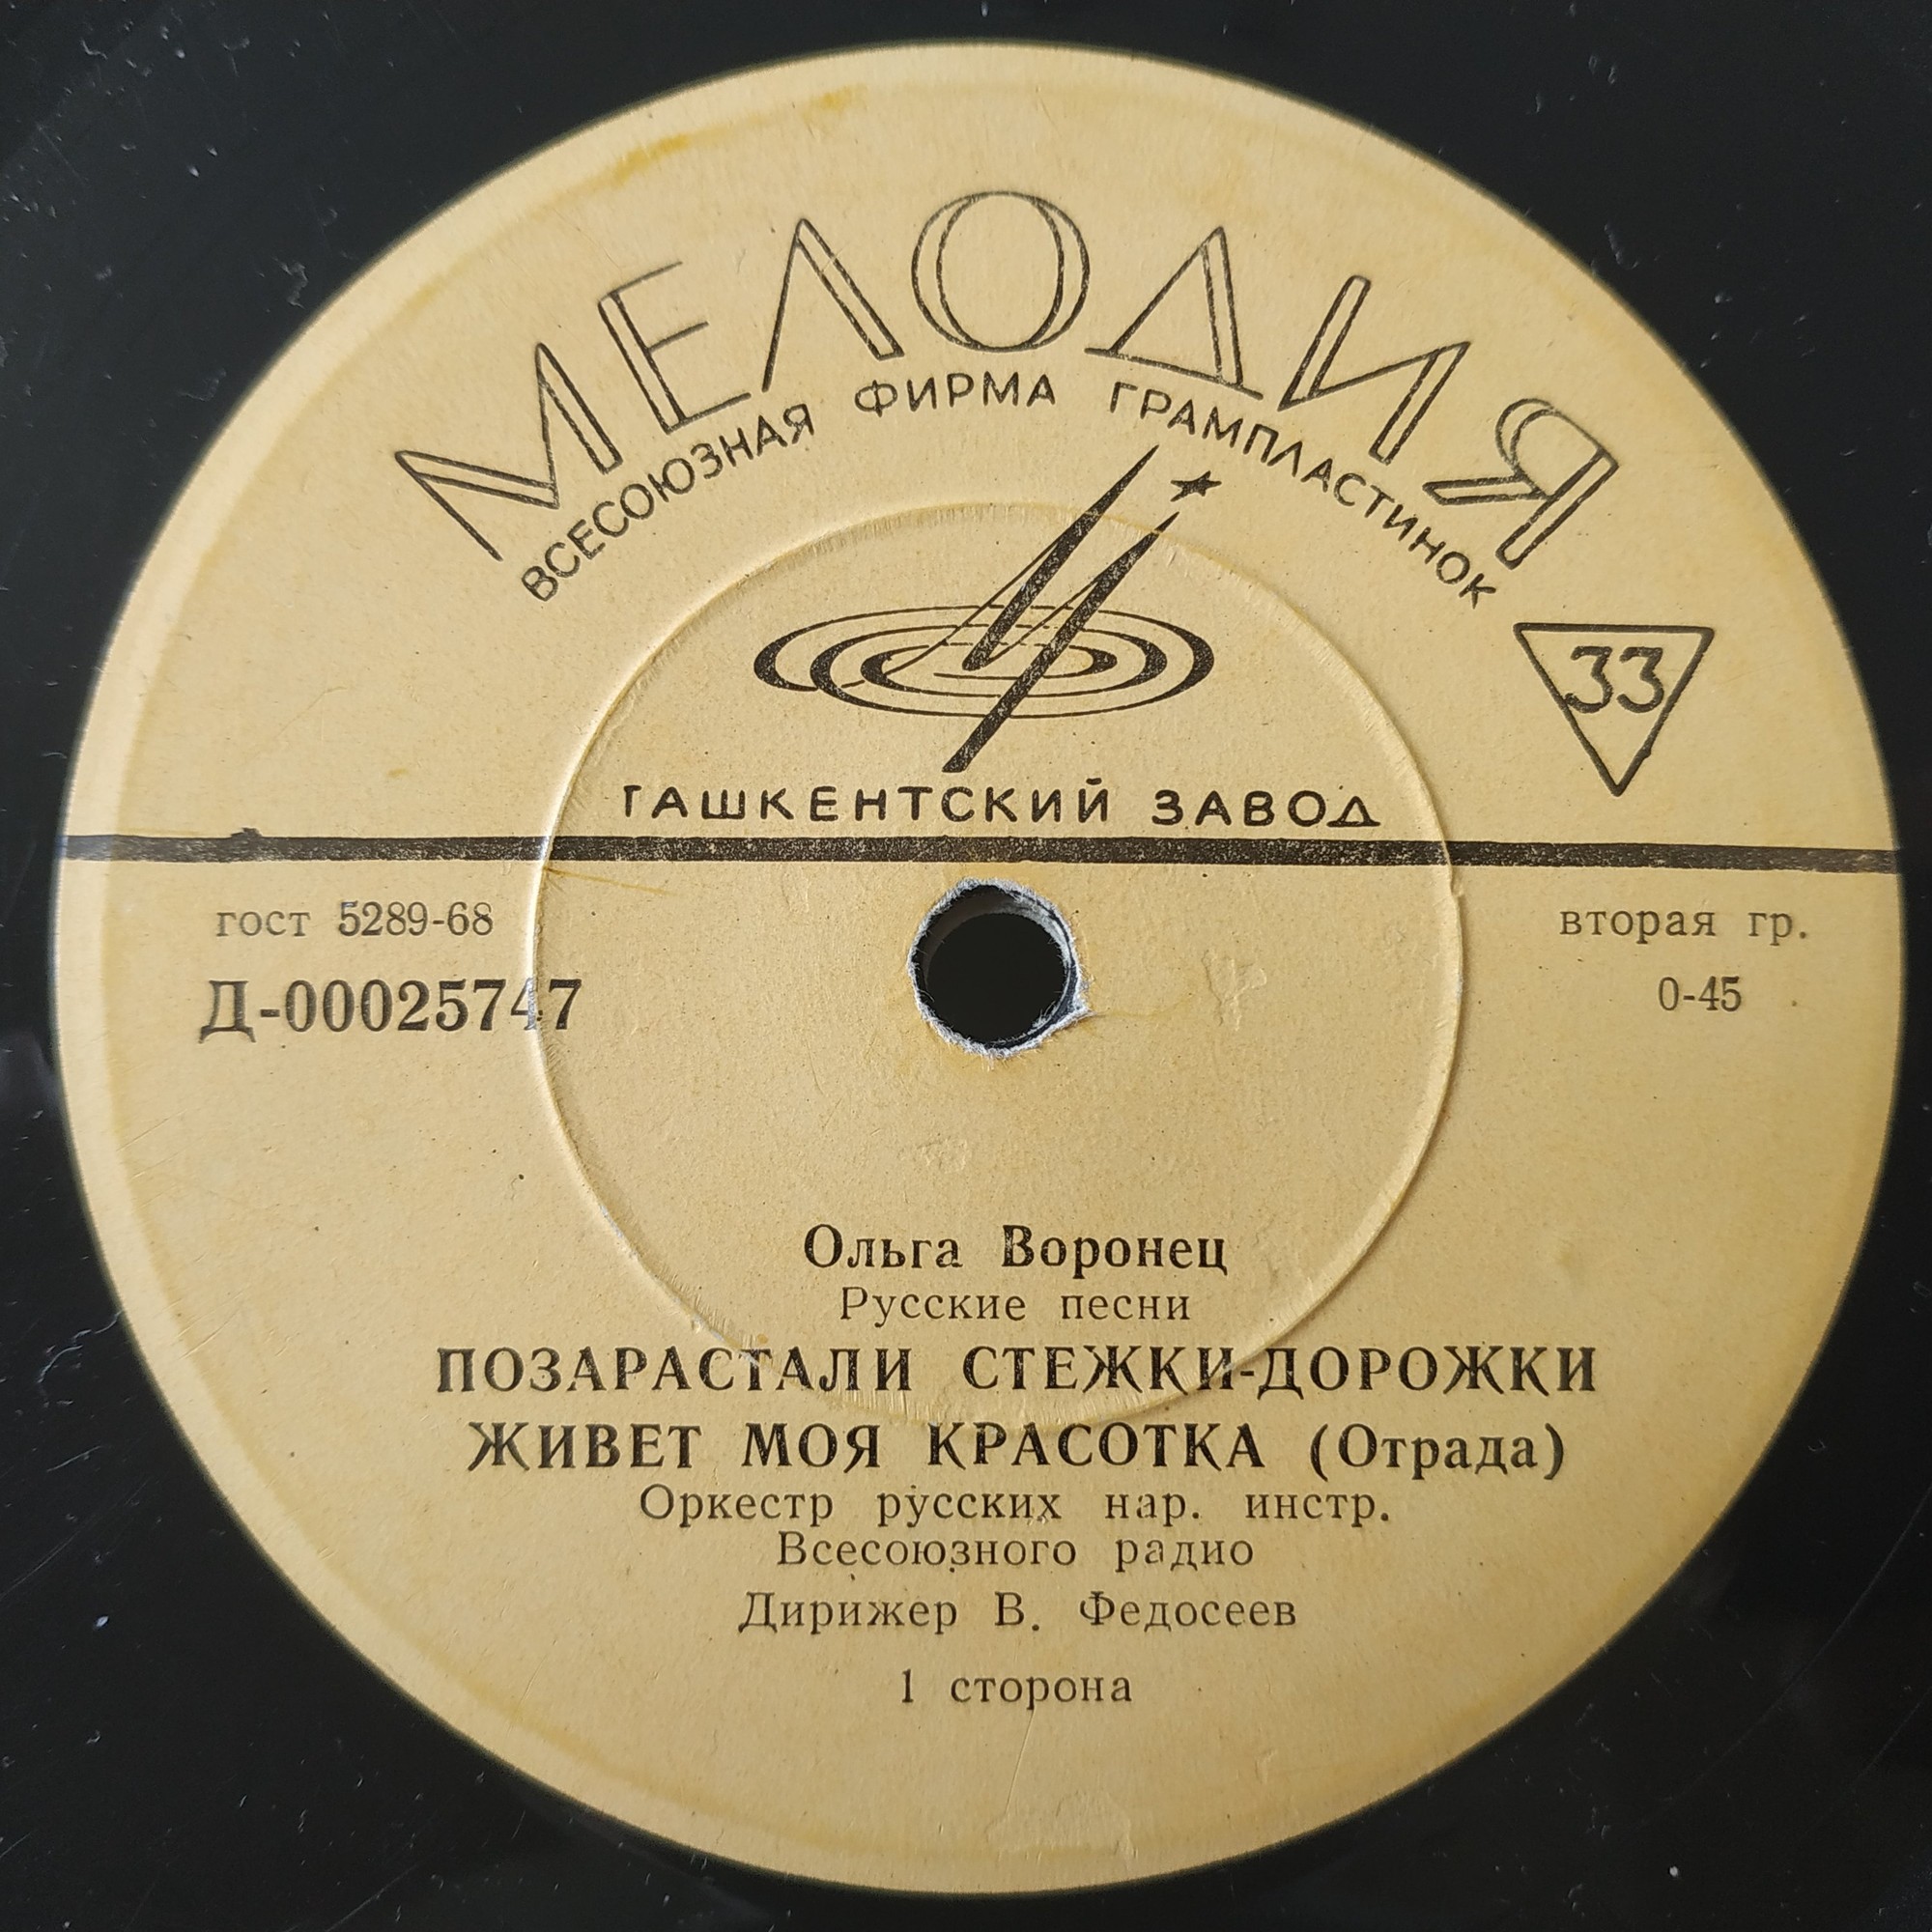 МЕЛОДИЯ
ВСЕСОЮЗНАЯ ФИРМА ГРАМПЛАСТИНОК
33
ТАШКЕНТСКИЙ ЗАВОД
гост 5289-68
вторая гр.
Д-00025747
0-45
Ольга Воронец
Русские песни
ПОЗАРАСТАЛИ СТЕЖКИ-ДОРОЖКИ
ЖИВЕТ МОЯ КРАСОТКА (Отрада)
Оркестр русских нар. инстр.
Всесоюзного радио
Дирижер В. Федосеев
1 сторона